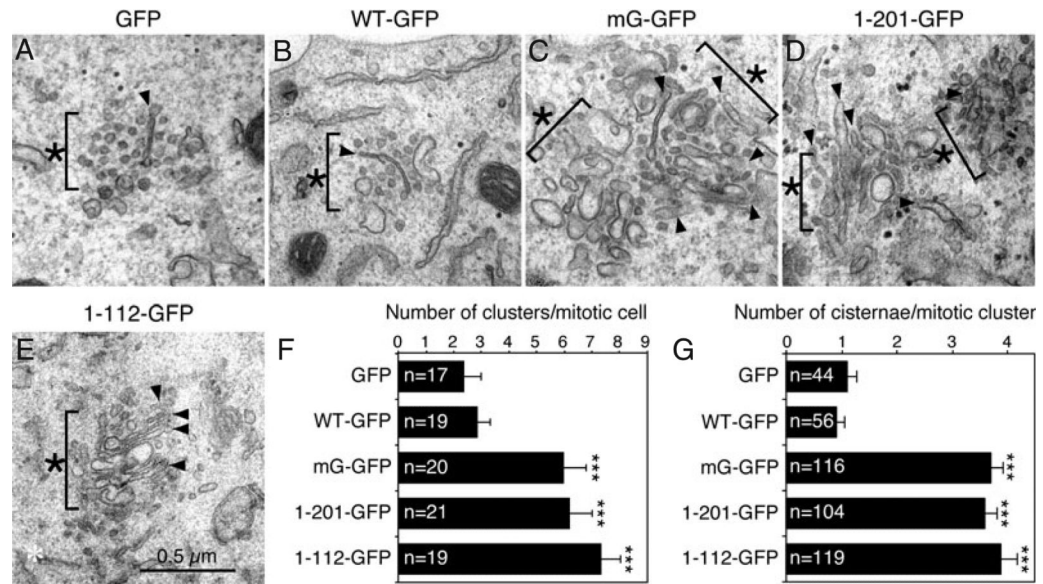 GFP WT-GFP mG-GFP 1-201-GFP
A B C D
* * * * * *
1-112-GFP
E
*
0.5 µm
F
Number of clusters/mitotic cell
0 1 2 3 4 5 6 7 8 9
GFP n=17
WT-GFP n=19
mG-GFP n=20 ***
1-201-GFP n=21 ***
1-112-GFP n=19 ***
G
Number of cisternae/mitotic cluster
0 1 2 3 4
GFP n=44
WT-GFP n=56
mG-GFP n=116 ***
1-201-GFP n=104 ***
1-112-GFP n=119 ***